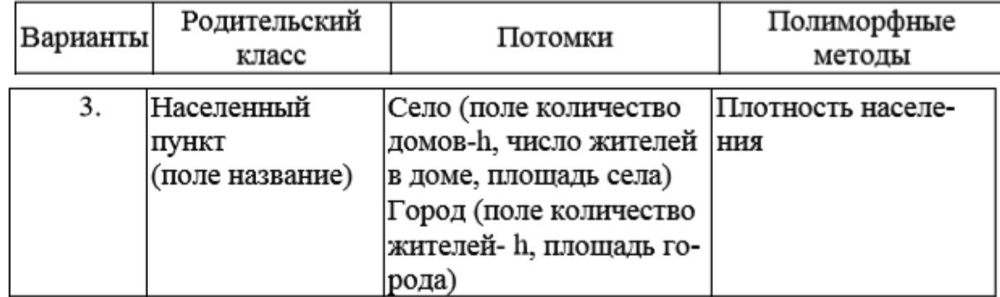 Варианты
Родительский
класс
Потомки
Полиморфные
методы
3.
Населенный
пункт
(поле название)
Село (поле количество
домов-h, число жителей
в доме, площадь села)
Город (поле количество
жителей- h, площадь го-
рода)
Плотность населе-
ния